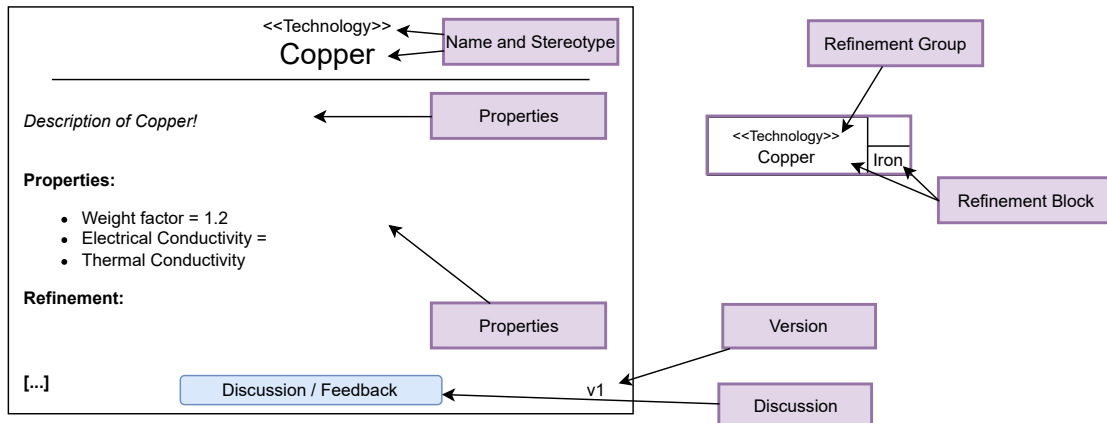 <<Technology>>
Copper
Name and Stereotype
Description of Copper!
Properties
Properties:
Weight factor = 1.2
Electrical Conductivity =
Thermal Conductivity
Refinement:
Properties
[...]
Discussion / Feedback
v1
Refinement Group
<<Technology>>
Copper
Iron
Refinement Block
Version
Discussion